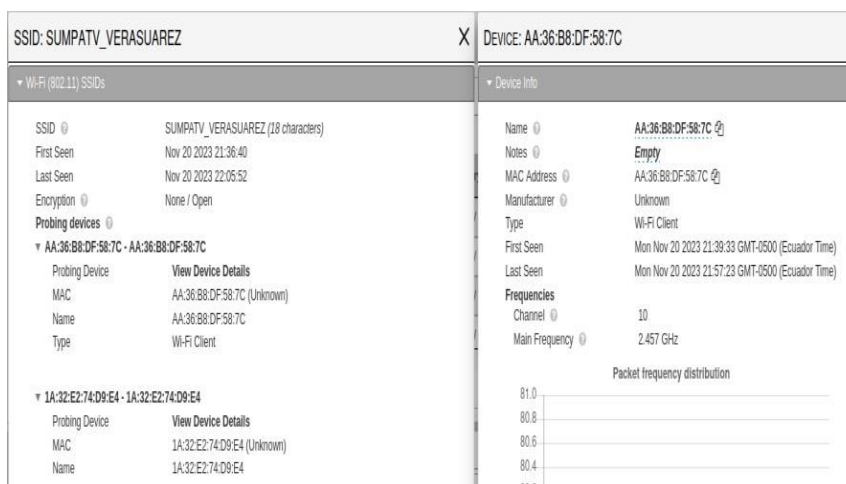 SSID: SUMPATV_VERASUAREZ X
Wi-Fi (802.11) SSIDs
SSID SUMPATV_VERASUAREZ (18 characters)
First Seen Nov 20 2023 21:36:40
Last Seen Nov 20 2023 22:05:52
Encryption None / Open
Probing devices
AA:36:B8:DF:58:7C - AA:36:B8:DF:58:7C
Probing Device View Device Details
MAC AA:36:B8:DF:58:7C (Unknown)
Name AA:36:B8:DF:58:7C
Type Wi-Fi Client
1A:32:E2:74:D9:E4 - 1A:32:E2:74:D9:E4
Probing Device View Device Details
MAC 1A:32:E2:74:D9:E4 (Unknown)
Name 1A:32:E2:74:D9:E4
DEVICE: AA:36:B8:DF:58:7C
Device Info
Name AA:36:B8:DF:58:7C
Notes Empty
MAC Address AA:36:B8:DF:58:7C
Manufacturer Unknown
Type Wi-Fi Client
First Seen Mon Nov 20 2023 21:39:33 GMT-0500 (Ecuador Time)
Last Seen Mon Nov 20 2023 21:57:23 GMT-0500 (Ecuador Time)
Frequencies
Channel 10
Main Frequency 2.457 GHz
Packet frequency distribution
81.0
80.8
80.6
80.4